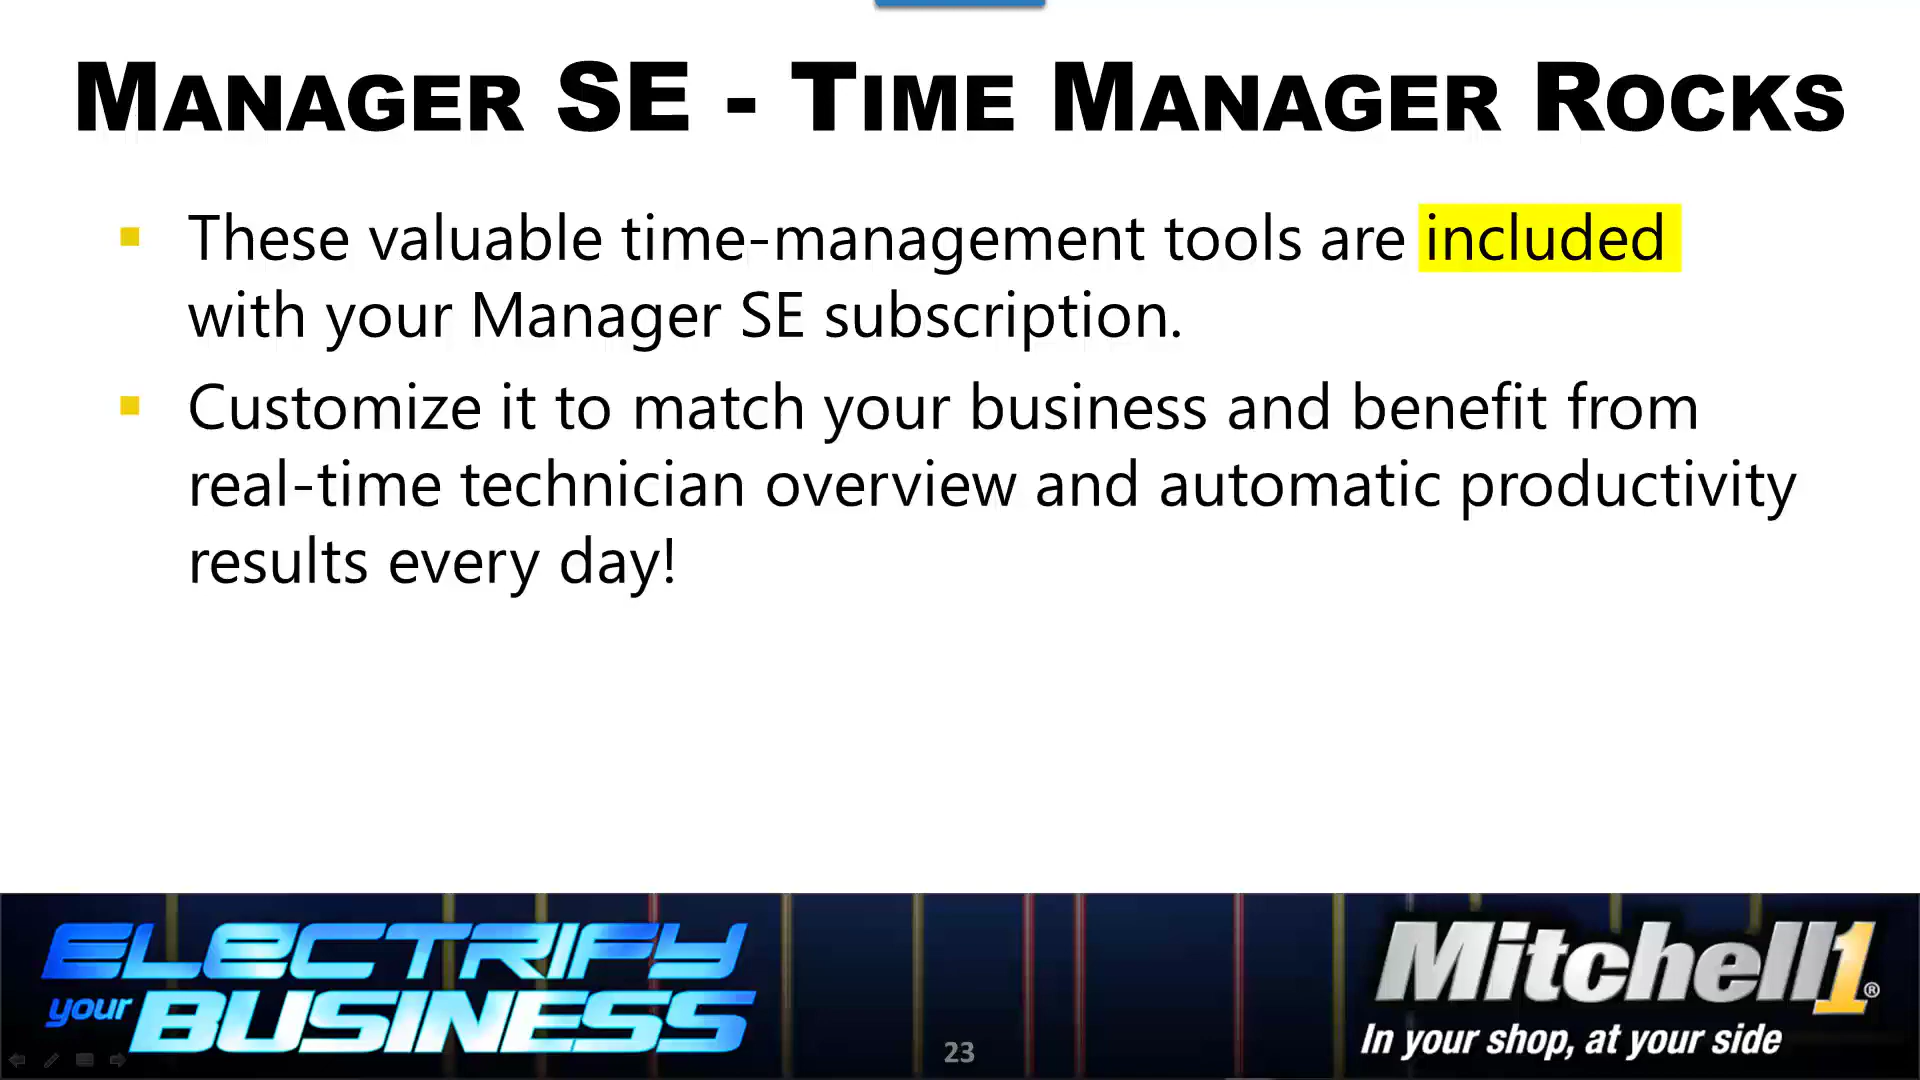 MANAGER SE - TIME MANAGER ROCKS
These valuable time-management tools are included
with your Manager SE subscription.
Customize it to match your business and benefit from
real-time technician overview and automatic productivity
results every day!
ELECTRIFY
your BUSINESS
23
Mitchell1®
In your shop, at your side